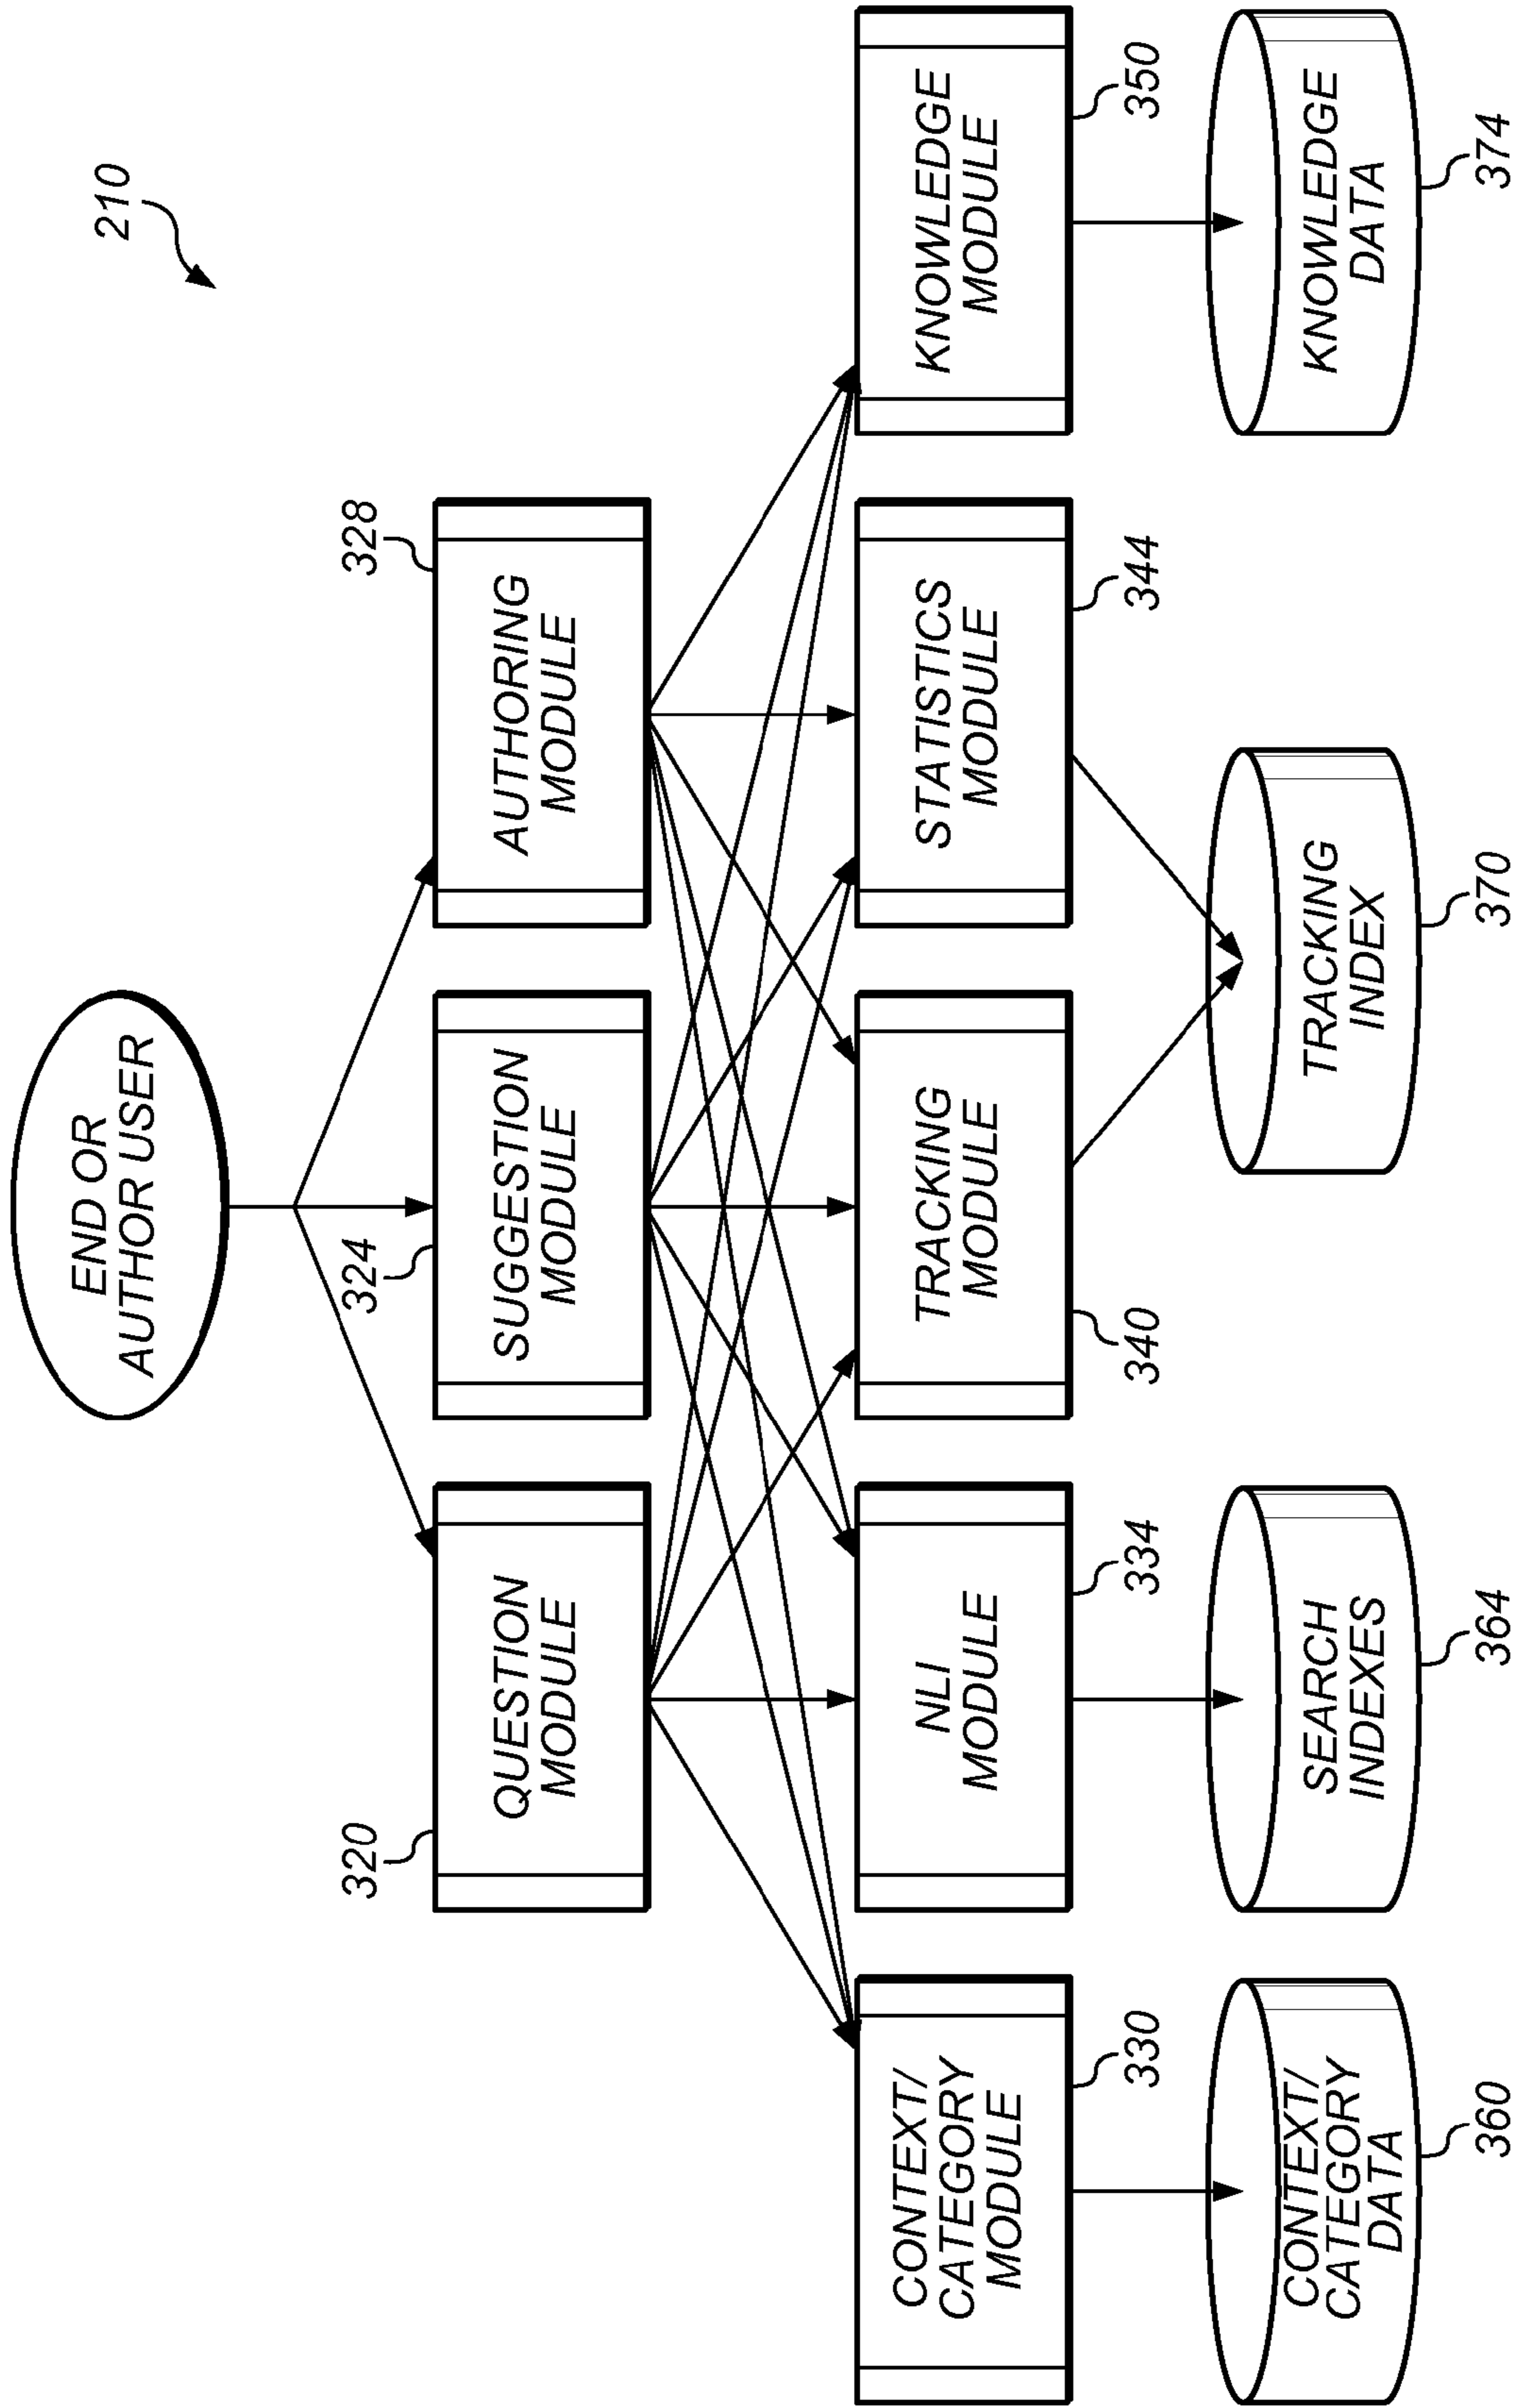 210
END OR
AUTHOR USER
320
QUESTION
MODULE
324
SUGGESTION
MODULE
328
AUTHORING
MODULE
CONTEXT/
CATEGORY
MODULE
330
NLI
MODULE
334
TRACKING
MODULE
340
STATISTICS
MODULE
344
KNOWLEDGE
MODULE
350
CONTEXT/
CATEGORY
DATA
360
SEARCH
INDEXES
364
TRACKING
INDEX
370
KNOWLEDGE
DATA
374